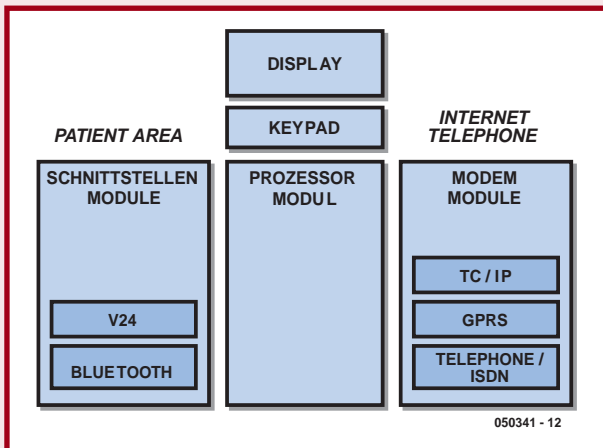 DISPLAY
KEYPAD
PATIENT AREA
INTERNET
TELEPHONE
SCHNITTSTELLEN
MODULE
V24
BLUETOOTH
PROZESSOR
MODUL
MODEM
MODULE
TC / IP
GPRS
TELEPHONE /
ISDN
050341 - 12